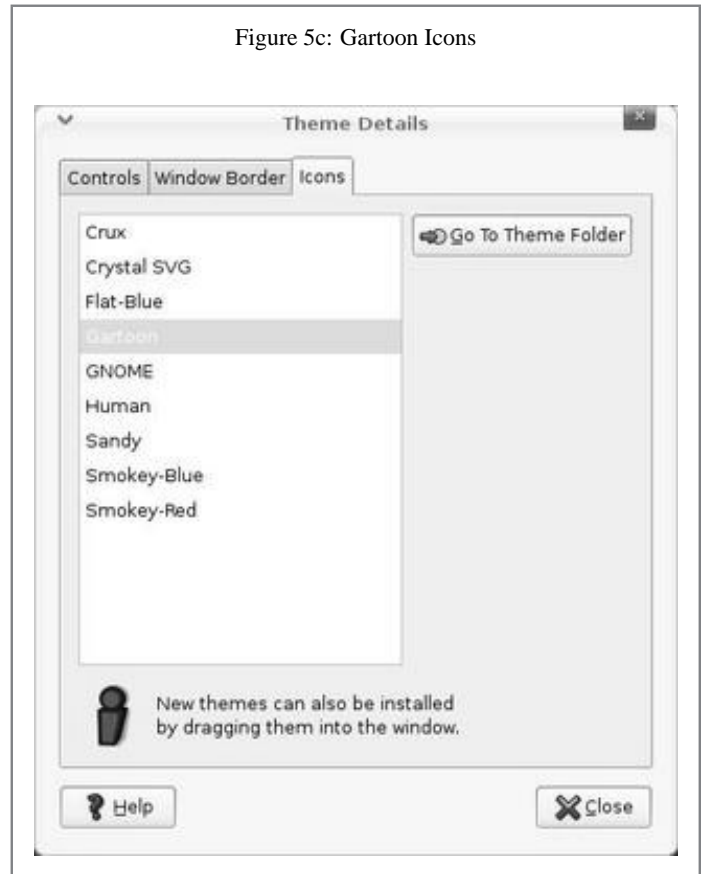 Figure 5c: Gartoon Icons
Theme Details
Controls Window Border Icons
Crux
Go To Theme Folder
Crystal SVG
Flat-Blue
Gartoon
GNOME
Human
Sandy
Smokey-Blue
Smokey-Red
New themes can also be installed
by dragging them into the window.
Help
Close